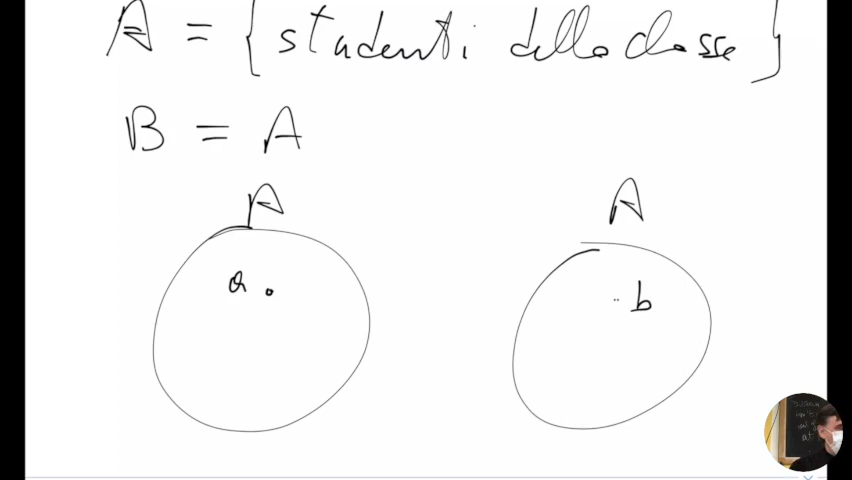 A = { studenti della classe }
B = A
A A
a . . b